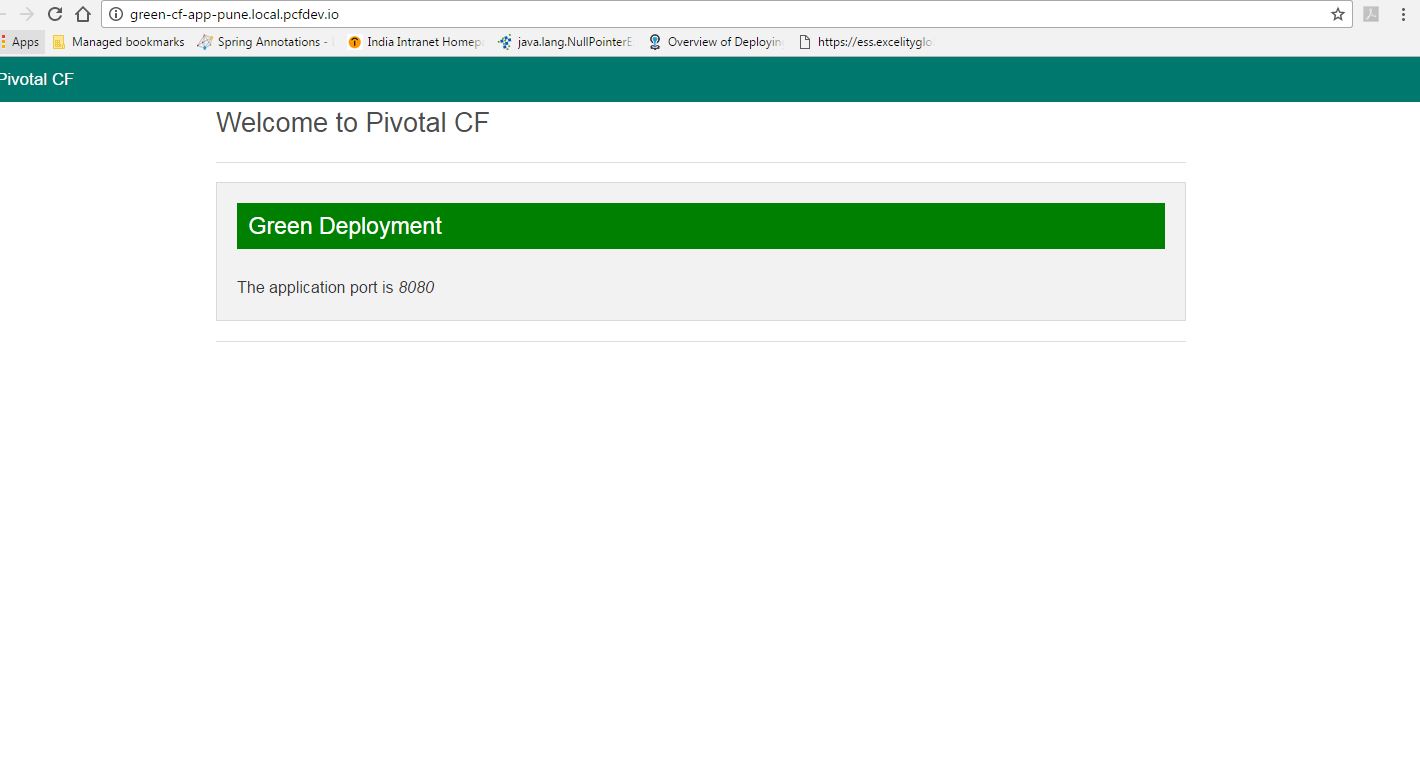 green-cf-app-pune.local.pcfdev.io
Apps Managed bookmarks Spring Annotations - India Intranet Homep java.lang.NullPointerE Overview of Deployin https://ess.excelityglo
Pivotal CF
Welcome to Pivotal CF
Green Deployment
The application port is 8080